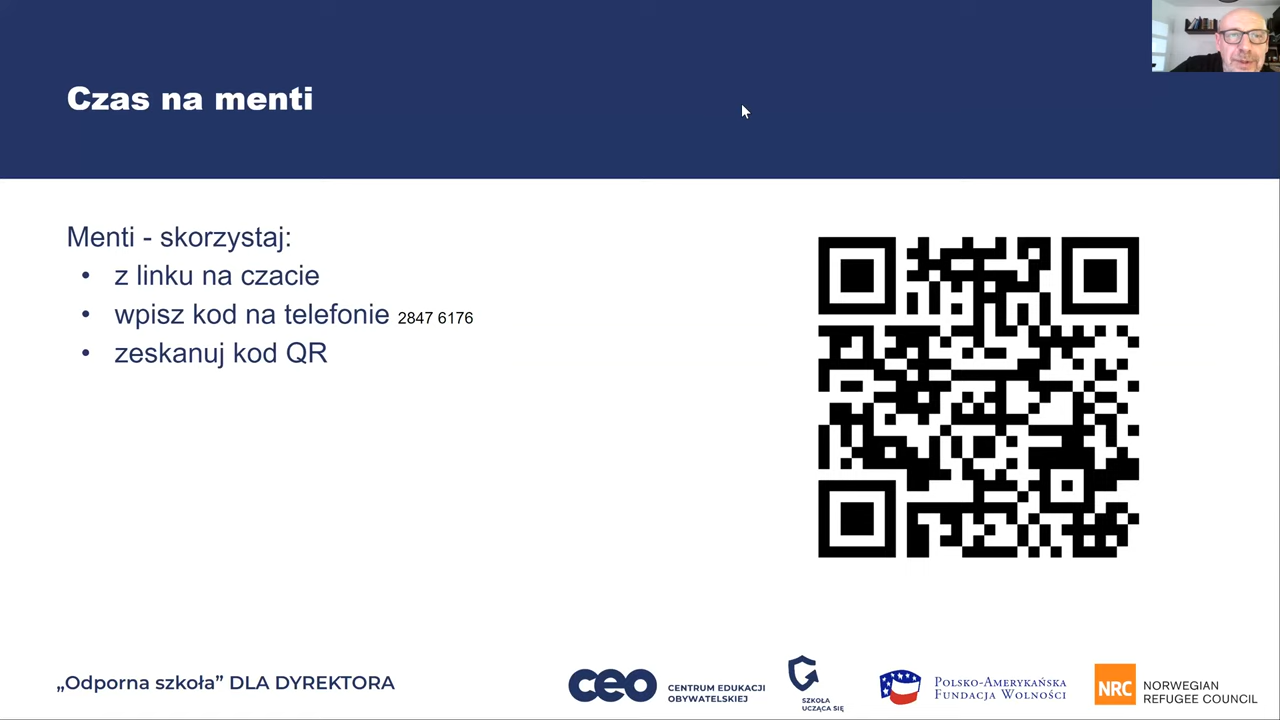 Czas na menti
Menti - skorzystaj:
• z linku na czacie
• wpisz kod na telefonie 2847 6176
• zeskanuj kod QR
„Odporna szkoła” DLA DYREKTORA
ceo
CENTRUM EDUKACJI
OBYWATELSKIEJ
SZKOŁA
UCZĄCA SIĘ
POLSKO-AMERYKAŃSKA
FUNDACJA WOLNOŚCI
NRC
NORWEGIAN
REFUGEE COUNCIL